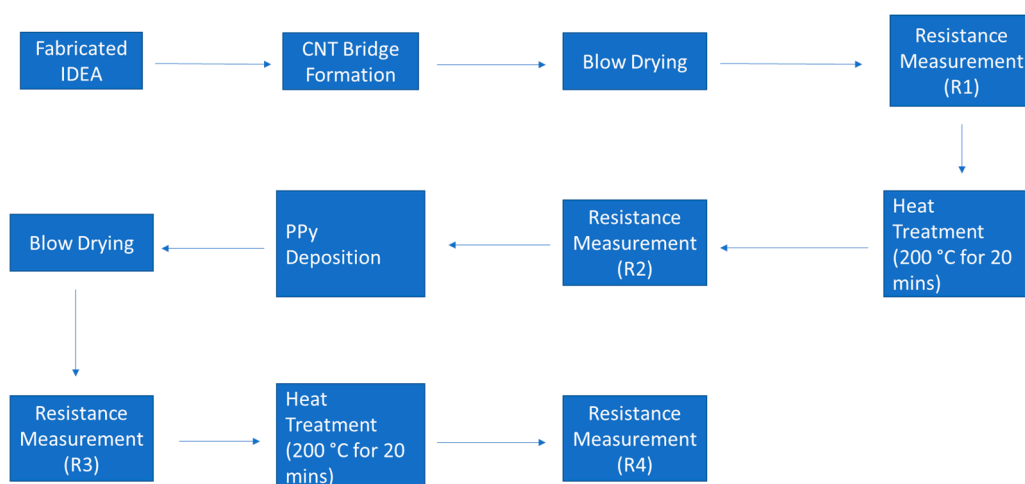 Fabricated
IDEA
CNT Bridge
Formation
Blow Drying
Resistance
Measurement
(R1)
Heat
Treatment
(200 °C for 20
mins)
Resistance
Measurement
(R2)
PPy
Deposition
Blow Drying
Resistance
Measurement
(R3)
Heat
Treatment
(200 °C for 20
mins)
Resistance
Measurement
(R4)